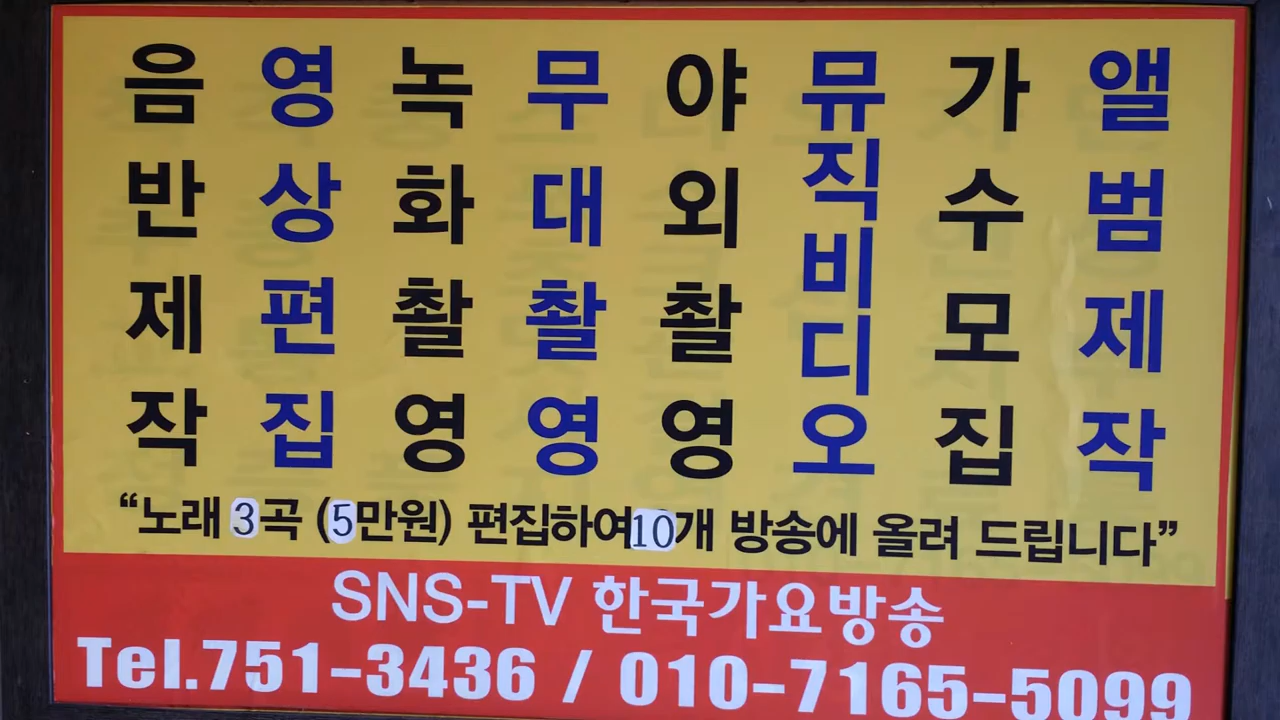 음반제작
영상편집
녹화촬영
무대촬영
야외촬영
뮤직비디오
가수모집
앨범제작
“노래 3곡 (5만원) 편집하여 10개 방송에 올려 드립니다”
SNS-TV 한국가요방송
Tel.751-3436 / 010-7165-5099